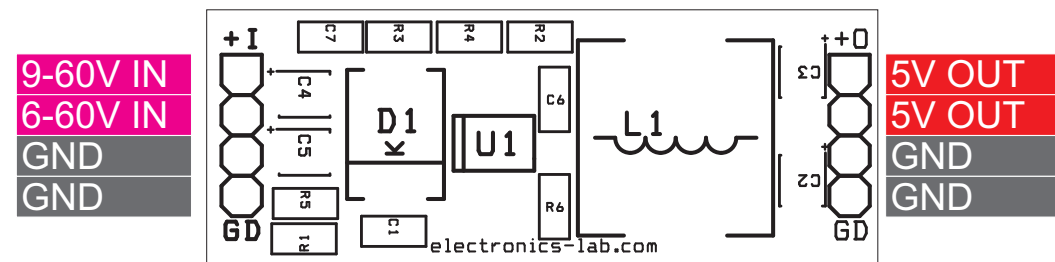 9-60V IN
6-60V IN
GND
GND
+I
GD
C7
R3
R4
R2
+
C4
+
C5
R5
R1
D1
K
C1
U1
C6
R6
L1
electronics-lab.com
+
C3
+
C2
+O
GD
5V OUT
5V OUT
GND
GND